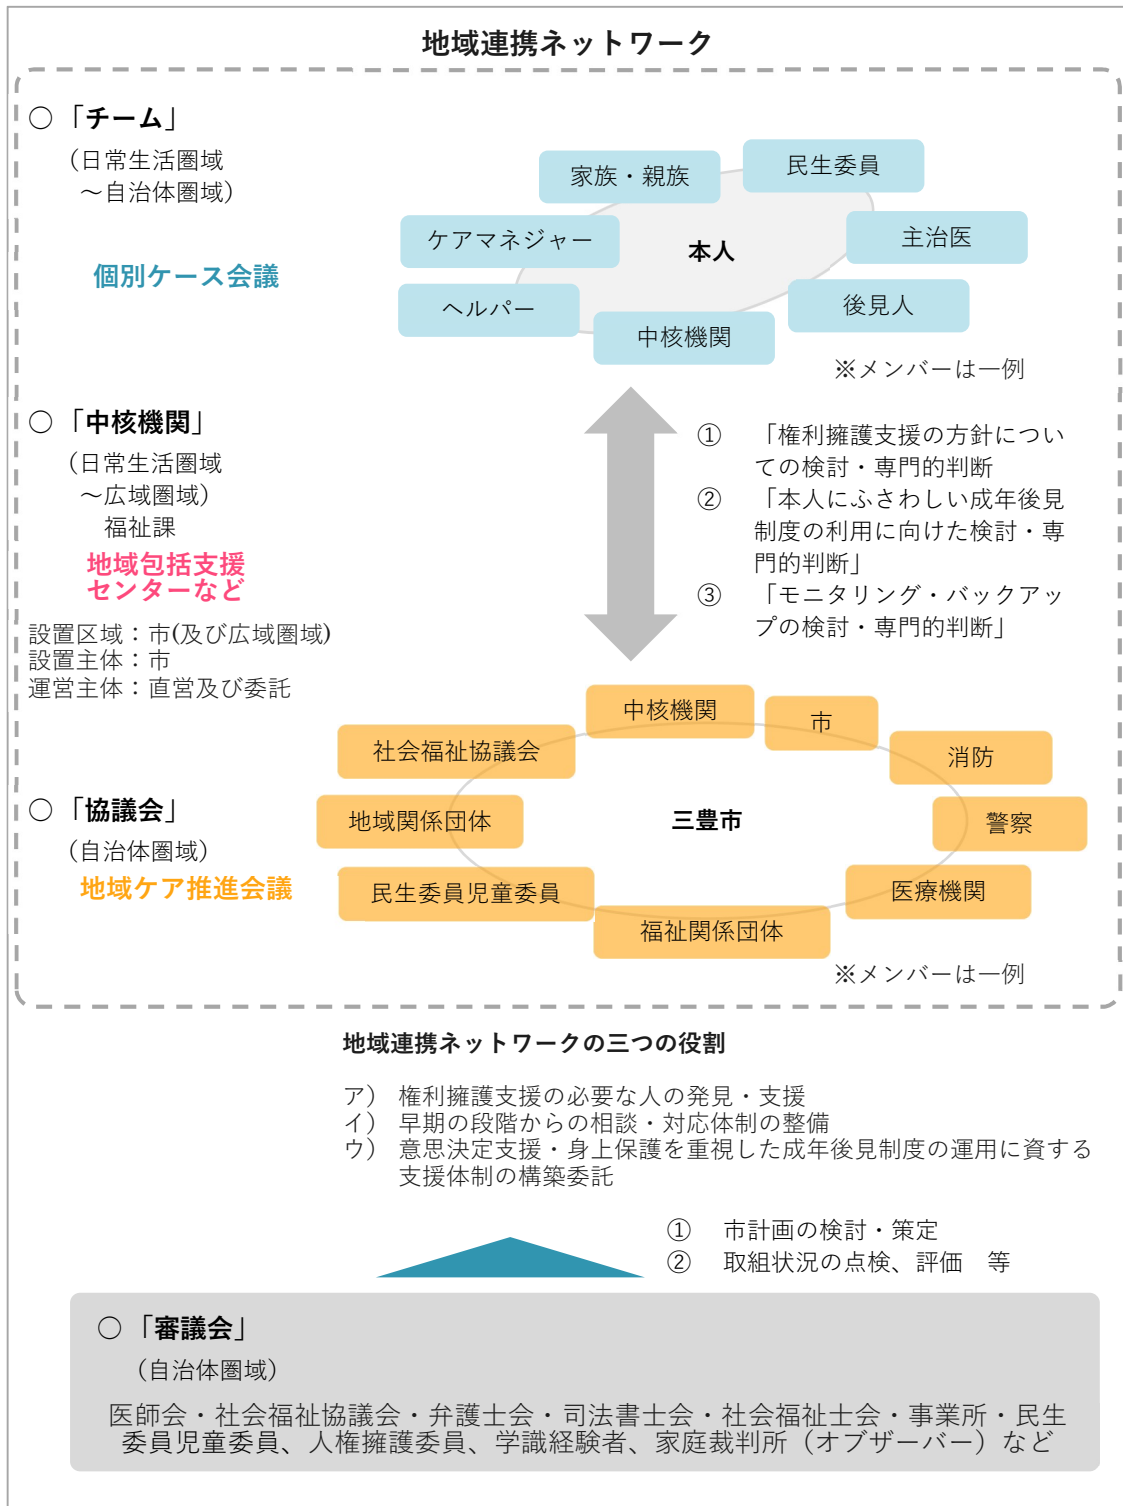 地域連携ネットワーク
○「チーム」
（日常生活圏域
～自治体圏域）
個別ケース会議
家族・親族
民生委員
ケアマネジャー
本人
主治医
ヘルパー
後見人
中核機関
※メンバーは一例
○「中核機関」
（日常生活圏域
～広域圏域）
福祉課
地域包括支援
センターなど
設置区域：市(及び広域圏域)
設置主体：市
運営主体：直営及び委託
① 「権利擁護支援の方針につい
ての検討・専門的判断
② 「本人にふさわしい成年後見
制度の利用に向けた検討・専
門的判断」
③ 「モニタリング・バックアッ
プの検討・専門的判断」
○「協議会」
（自治体圏域）
地域ケア推進会議
中核機関
市
社会福祉協議会
消防
地域関係団体
三豊市
警察
民生委員児童委員
医療機関
福祉関係団体
※メンバーは一例
地域連携ネットワークの三つの役割
ア） 権利擁護支援の必要な人の発見・支援
イ） 早期の段階からの相談・対応体制の整備
ウ） 意思決定支援・身上保護を重視した成年後見制度の運用に資する
支援体制の構築委託
① 市計画の検討・策定
② 取組状況の点検、評価　等
○「審議会」
（自治体圏域）
医師会・社会福祉協議会・弁護士会・司法書士会・社会福祉士会・事業所・民生
委員児童委員、人権擁護委員、学識経験者、家庭裁判所（オブザーバー）など